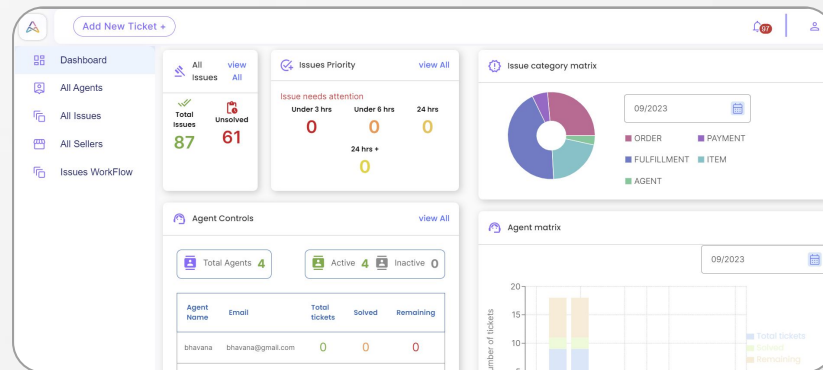 Add New Ticket +
97
Dashboard
All Agents
All Issues
All Sellers
Issues WorkFlow
All Issues
view All
Total Issues
87
Unsolved
61
Issues Priority
view All
Issue needs attention
Under 3 hrs
0
Under 6 hrs
0
24 hrs
0
24 hrs +
0
Issue category matrix
09/2023
ORDER
PAYMENT
FULFILLMENT
ITEM
AGENT
Agent Controls
view All
Total Agents 4
Active 4
Inactive 0
Agent Name
Email
Total tickets
Solved
Remaining
bhavana
bhavana@gmail.com
0
0
0
Agent matrix
09/2023
20
15
10
Total tickets
Solved
Remaining